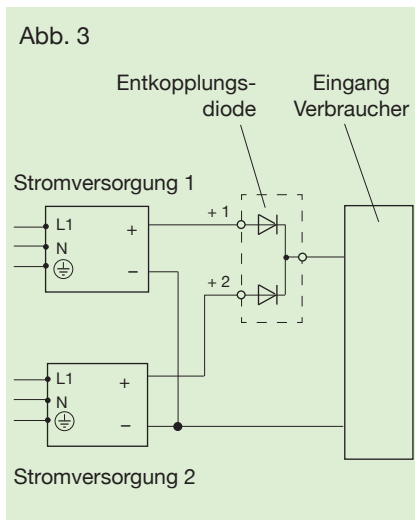 Abb. 3
Entkopplungs-
diode
Eingang
Verbraucher
Stromversorgung 1
L1
N
+
−
+ 1
+ 2
L1
N
+
−
Stromversorgung 2